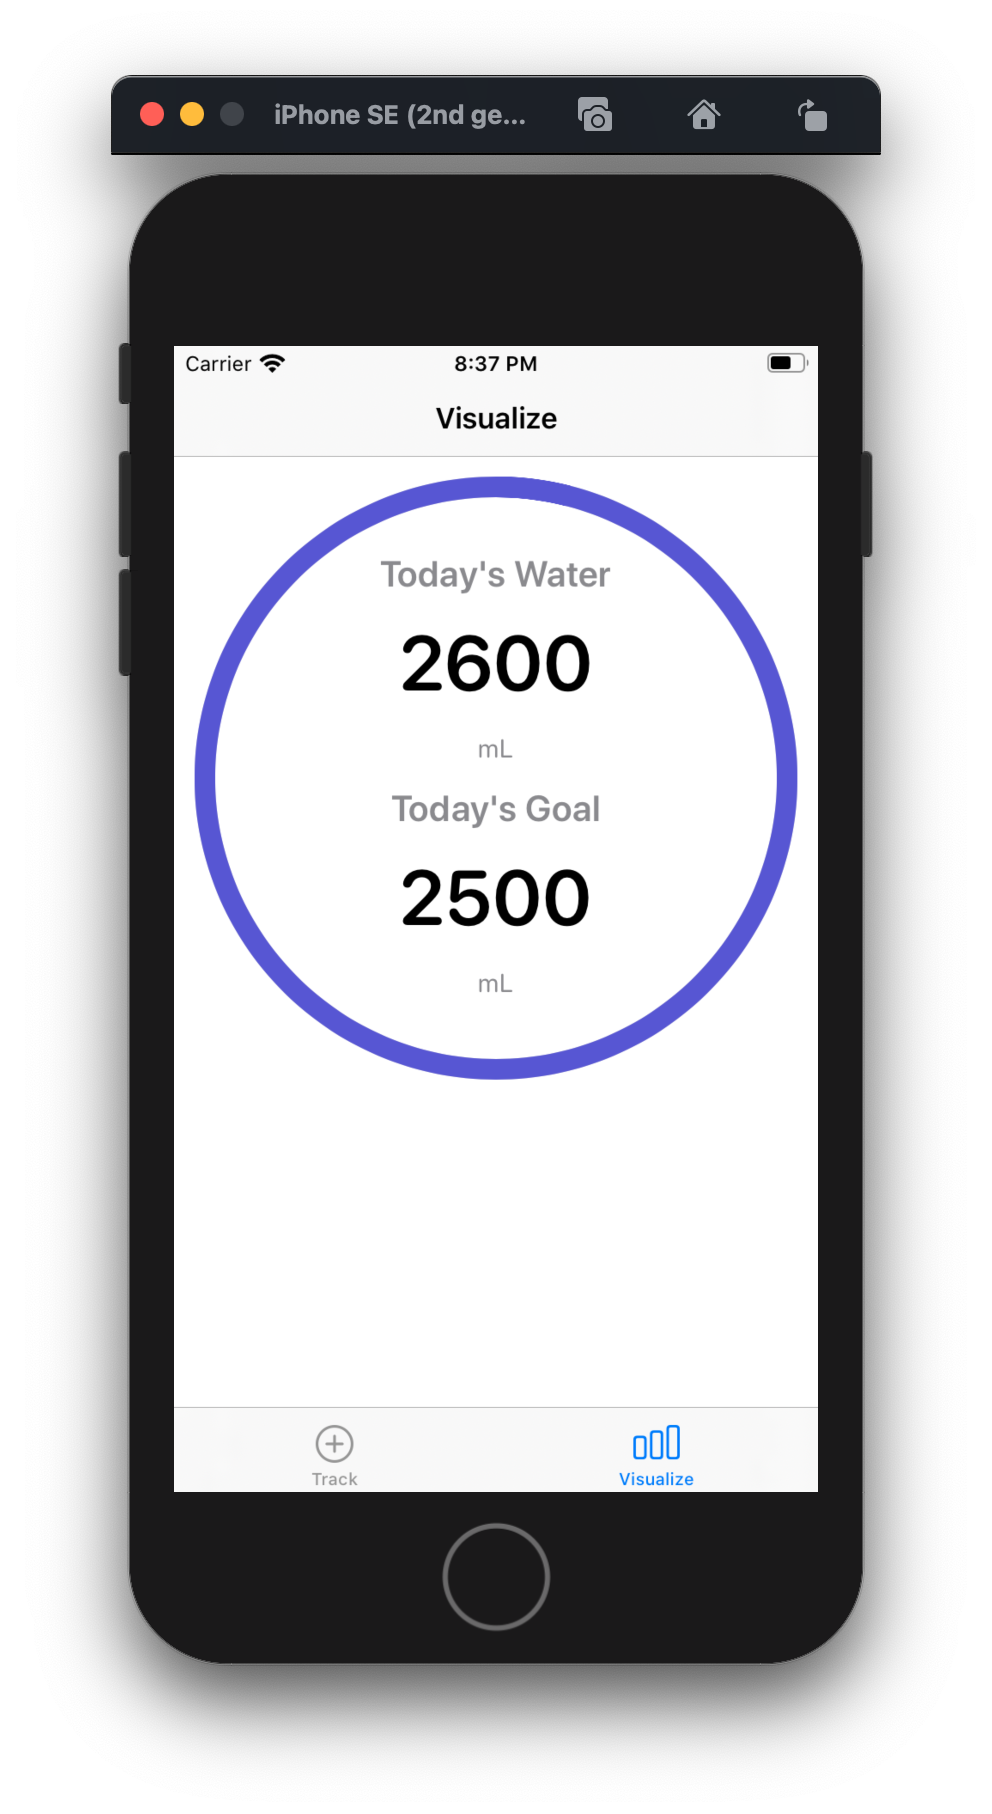 iPhone SE (2nd ge...
Carrier 8:37 PM
Visualize
Today's Water
2600
mL
Today's Goal
2500
mL
Track Visualize